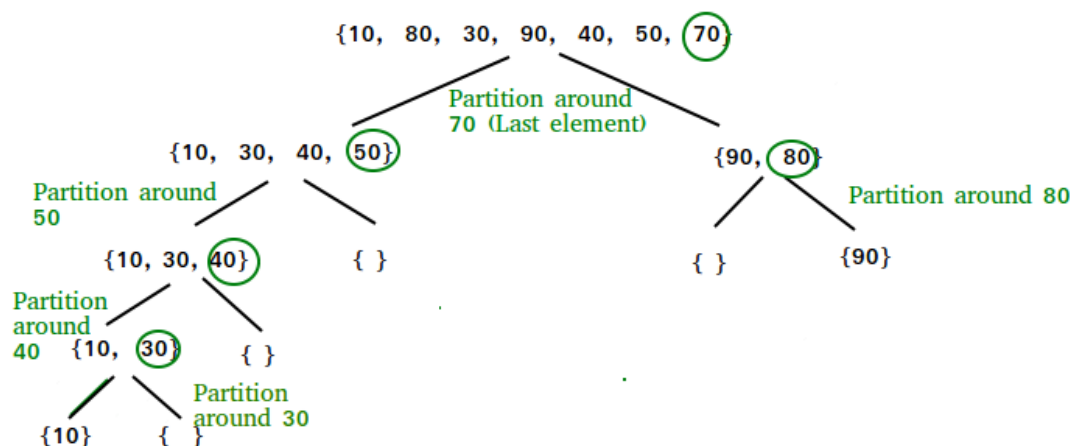 {10, 80, 30, 90, 40, 50, 70}
Partition around
70 (Last element)
{10, 30, 40, 50}
{90, 80}
Partition around
50
Partition around 80
{10, 30, 40}
{ }
{ }
{90}
Partition
around
40
{10, 30}
{ }
Partition
around 30
{10}
{ }